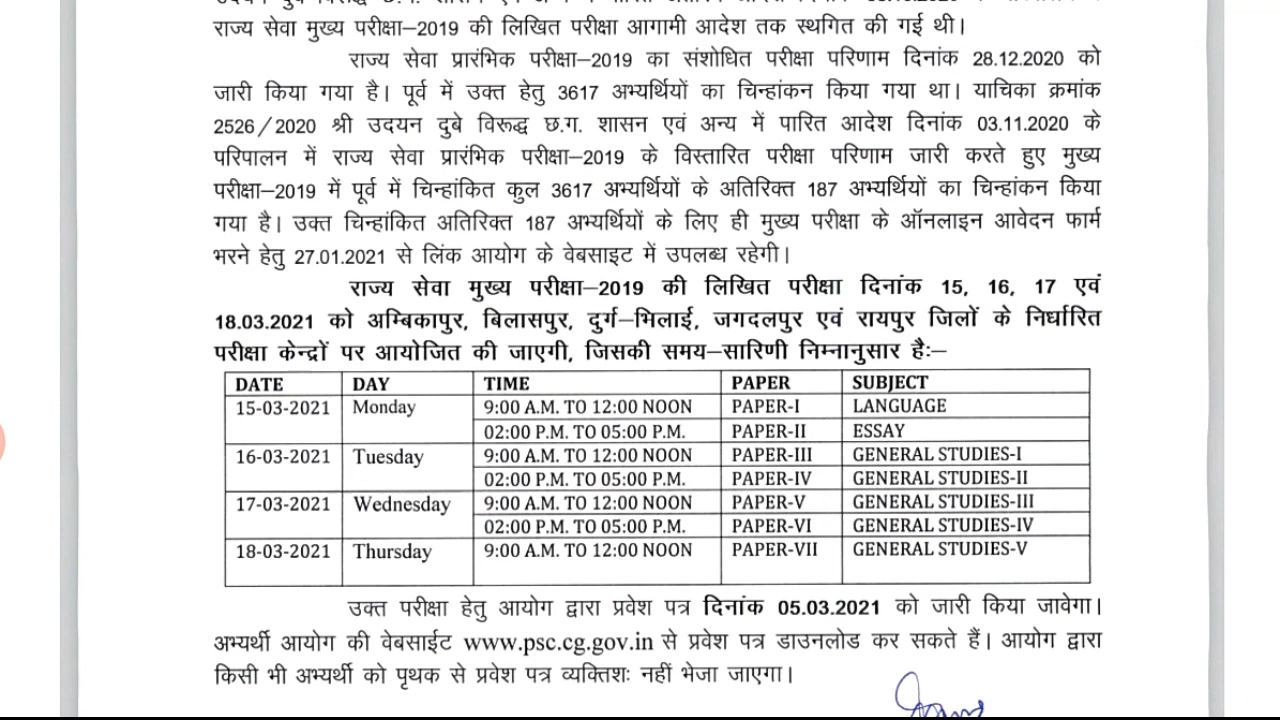 राज्य सेवा मुख्य परीक्षा–2019 की लिखित परीक्षा आगामी आदेश तक स्थगित की गई थी।
राज्य सेवा प्रारंभिक परीक्षा–2019 का संशोधित परीक्षा परिणाम दिनांक 28.12.2020 को
जारी किया गया है। पूर्व में उक्त हेतु 3617 अभ्यर्थियों का चिन्हांकन किया गया था। याचिका क्रमांक
2526/2020 श्री उदयन दुबे विरूद्ध छ.ग. शासन एवं अन्य में पारित आदेश दिनांक 03.11.2020 के
परिपालन में राज्य सेवा प्रारंभिक परीक्षा–2019 के विस्तारित परीक्षा परिणाम जारी करते हुए मुख्य
परीक्षा–2019 में पूर्व में चिन्हांकित कुल 3617 अभ्यर्थियों के अतिरिक्त 187 अभ्यर्थियों का चिन्हांकन किया
गया है। उक्त चिन्हांकित अतिरिक्त 187 अभ्यर्थियों के लिए ही मुख्य परीक्षा के ऑनलाइन आवेदन फार्म
भरने हेतु 27.01.2021 से लिंक आयोग के वेबसाइट में उपलब्ध रहेगी।
राज्य सेवा मुख्य परीक्षा–2019 की लिखित परीक्षा दिनांक 15, 16, 17 एवं
18.03.2021 को अम्बिकापुर, बिलासपुर, दुर्ग–भिलाई, जगदलपुर एवं रायपुर जिलों के निर्धारित
परीक्षा केन्द्रों पर आयोजित की जाएगी, जिसकी समय–सारिणी निम्नानुसार हैः–
DATE DAY TIME PAPER SUBJECT
15-03-2021 Monday 9:00 A.M. TO 12:00 NOON PAPER-I LANGUAGE
02:00 P.M. TO 05:00 P.M. PAPER-II ESSAY
16-03-2021 Tuesday 9:00 A.M. TO 12:00 NOON PAPER-III GENERAL STUDIES-I
02:00 P.M. TO 05:00 P.M. PAPER-IV GENERAL STUDIES-II
17-03-2021 Wednesday 9:00 A.M. TO 12:00 NOON PAPER-V GENERAL STUDIES-III
02:00 P.M. TO 05:00 P.M. PAPER-VI GENERAL STUDIES-IV
18-03-2021 Thursday 9:00 A.M. TO 12:00 NOON PAPER-VII GENERAL STUDIES-V
उक्त परीक्षा हेतु आयोग द्वारा प्रवेश पत्र दिनांक 05.03.2021 को जारी किया जावेगा।
अभ्यर्थी आयोग की वेबसाईट www.psc.cg.gov.in से प्रवेश पत्र डाउनलोड कर सकते हैं। आयोग द्वारा
किसी भी अभ्यर्थी को पृथक से प्रवेश पत्र व्यक्तिशः नहीं भेजा जाएगा।